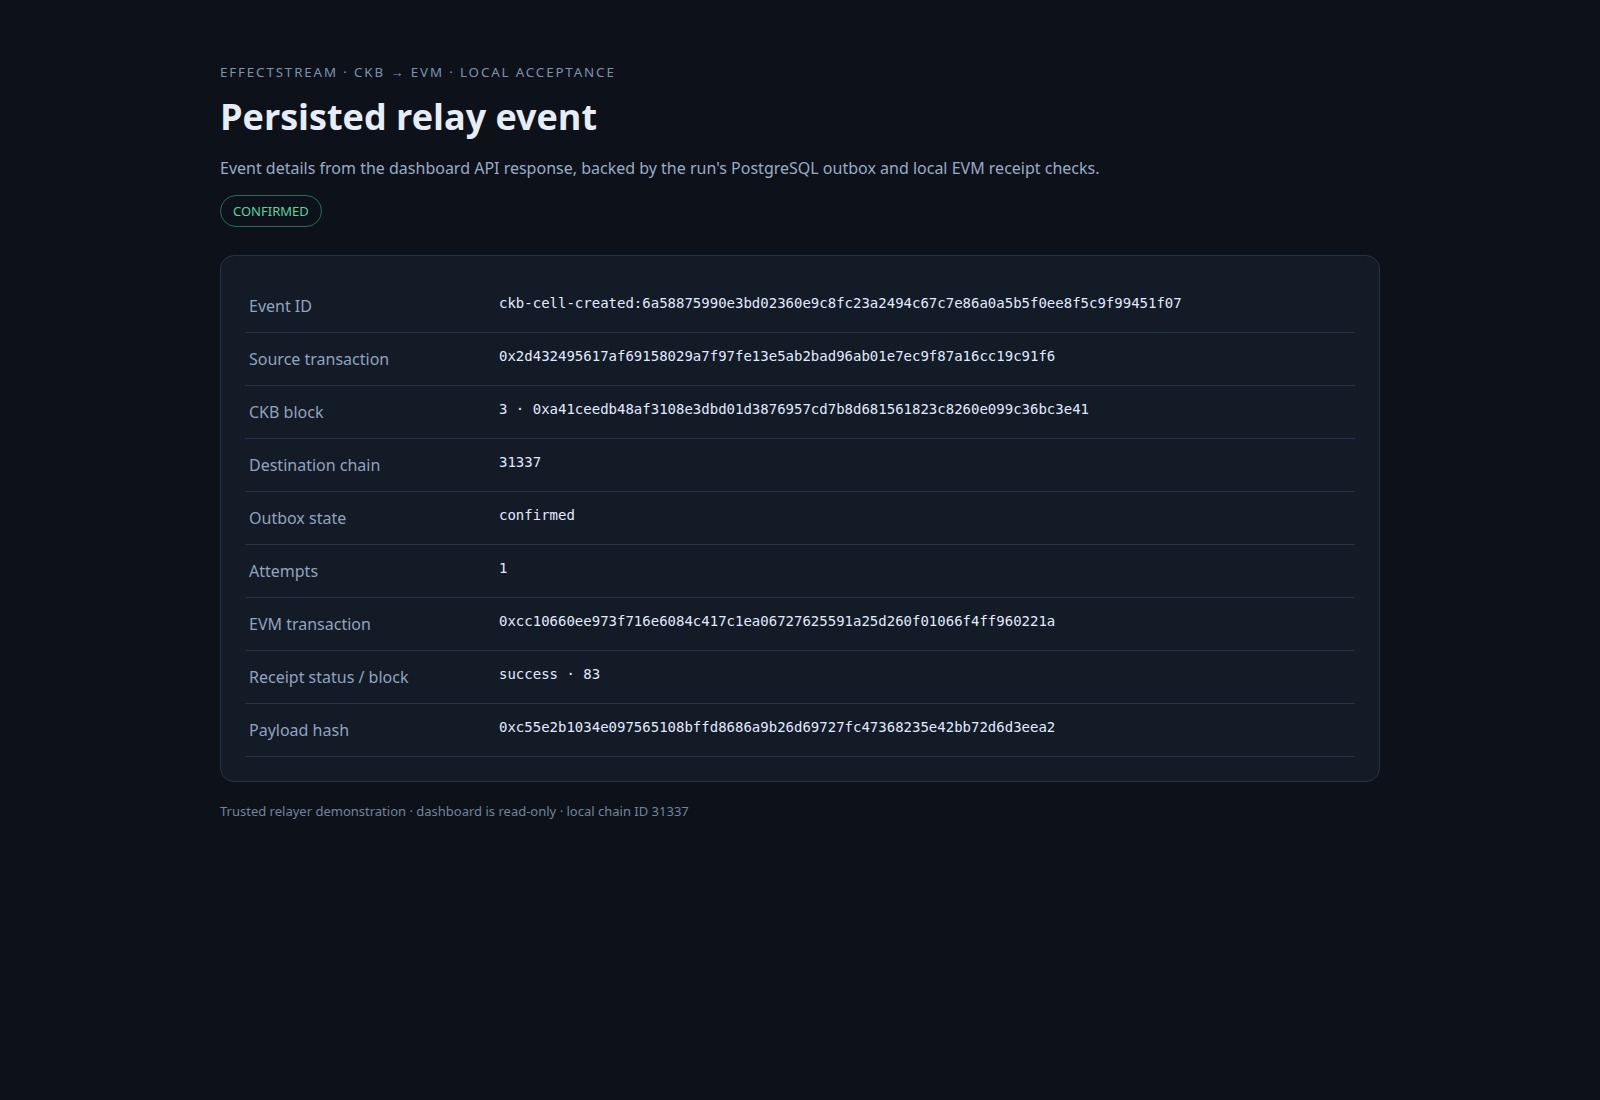 EFFECTSTREAM · CKB → EVM · LOCAL ACCEPTANCE
Persisted relay event
Event details from the dashboard API response, backed by the run's PostgreSQL outbox and local EVM receipt checks.
CONFIRMED
Event ID ckb-cell-created:6a58875990e3bd02360e9c8fc23a2494c67c7e86a0a5b5f0ee8f5c9f99451f07
Source transaction 0x2d432495617af69158029a7f97fe13e5ab2bad96ab01e7ec9f87a16cc19c91f6
CKB block 3 · 0xa41ceedb48af3108e3dbd01d3876957cd7b8d681561823c8260e099c36bc3e41
Destination chain 31337
Outbox state confirmed
Attempts 1
EVM transaction 0xcc10660ee973f716e6084c417c1ea06727625591a25d260f01066f4ff960221a
Receipt status / block success · 83
Payload hash 0xc55e2b1034e097565108bffd8686a9b26d69727fc47368235e42bb72d6d3eea2
Trusted relayer demonstration · dashboard is read-only · local chain ID 31337